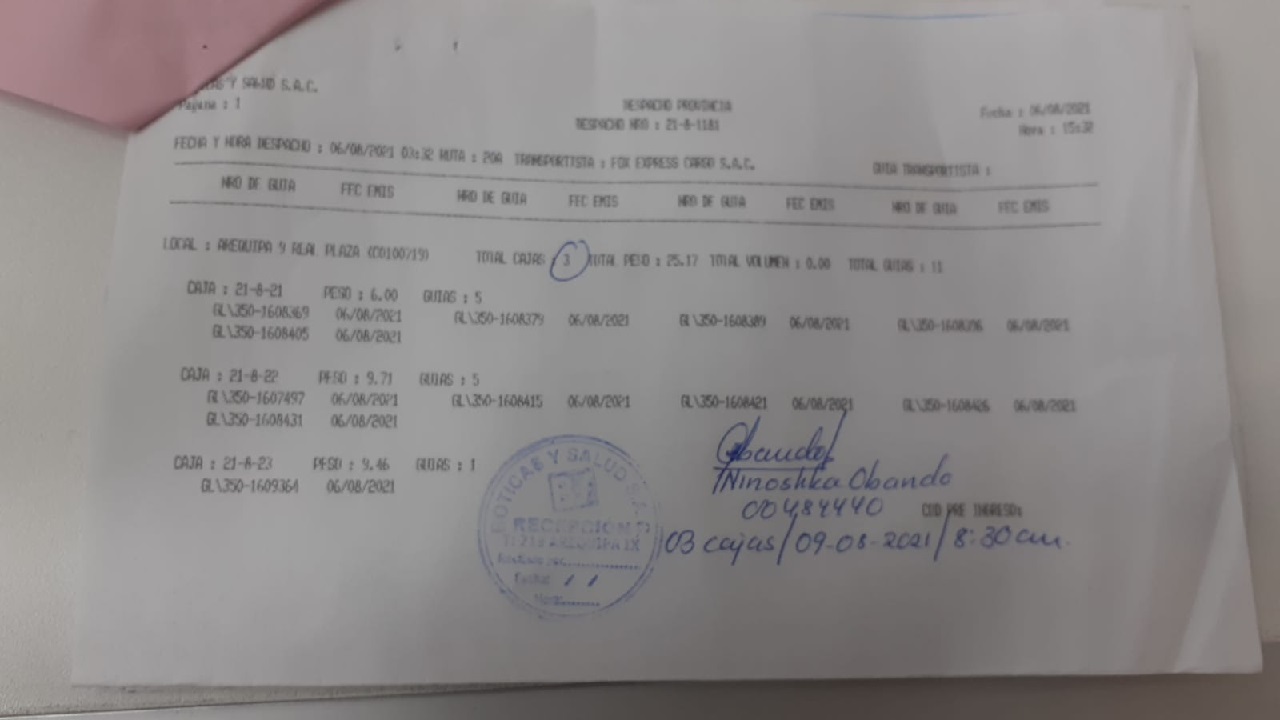 Y SALUD S.A.C.
Pagina : 1
DESPACHO PROVINCIA
Fecha : 06/08/2021
DESPACHO NRO : 21-8-1181
Hora : 15:32
FECHA Y HORA DESPACHO : 06/08/2021 03:32 RUTA : 20A TRANSPORTISTA : FOX EXPRESS CARGO S.A.C. GUIA TRANSPORTISTA :
NRO DE GUIA FEC EMIS NRO DE GUIA FEC EMIS NRO DE GUIA FEC EMIS NRO DE GUIA FEC EMIS
LOCAL : AREQUIPA 9 REAL PLAZA (C0100719) TOTAL CAJAS : 3 TOTAL PESO : 25.17 TOTAL VOLUMEN : 0.00 TOTAL GUIAS : 11
CAJA : 21-8-21 PESO : 6.00 GUIAS : 5
GL\350-1608369 06/08/2021 GL\350-1608379 06/08/2021 GL\350-1608389 06/08/2021 GL\350-1608396 06/08/2021
GL\350-1608405 06/08/2021
CAJA : 21-8-22 PESO : 9.71 GUIAS : 5
GL\350-1607497 06/08/2021 GL\350-1608415 06/08/2021 GL\350-1608421 06/08/2021 GL\350-1608426 06/08/2021
GL\350-1608431 06/08/2021
CAJA : 21-8-23 PESO : 9.46 GUIAS : 1
GL\350-1609364 06/08/2021
BOTICAS Y SALUD S.A.
RECEPCION
AREQUIPA IX
Fecha: / /
Hora:
Obando
Ninoshka Obando
00484440
COD PRE INGRESO:
03 cajas/09-08-2021/8:30 am.